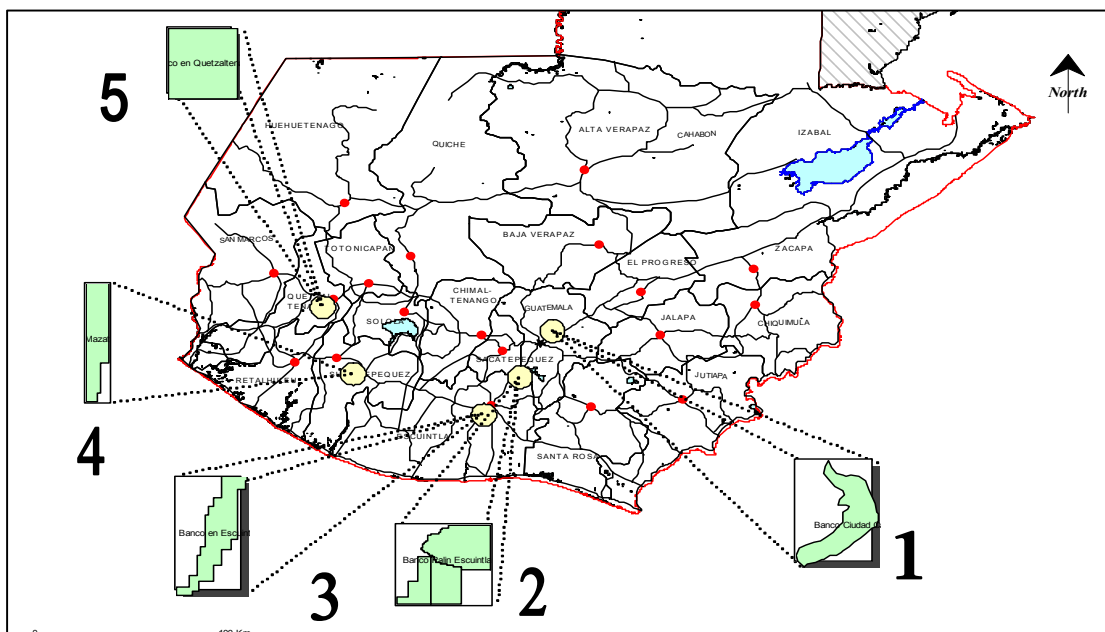 5
co en Quetzalten
North
HUEHUETENAGO
QUICHE
ALTA VERAPAZ
CAHABON
IZABAL
SAN MARCOS
TOTONICAPAN
BAJA VERAPAZ
EL PROGRESO
ZACAPA
CHIMAL-
TENANGO
GUATEMALA
SOLOLA
JALAPA
CHIQUIMULA
Mazat
SACATEPEQUEZ
RETALHULEU
JUTIAPA
4
ESCUINTLA
SANTA ROSA
Banco en Escuint
3
Banco Palin Escuintla
2
Banco Ciudad G
1